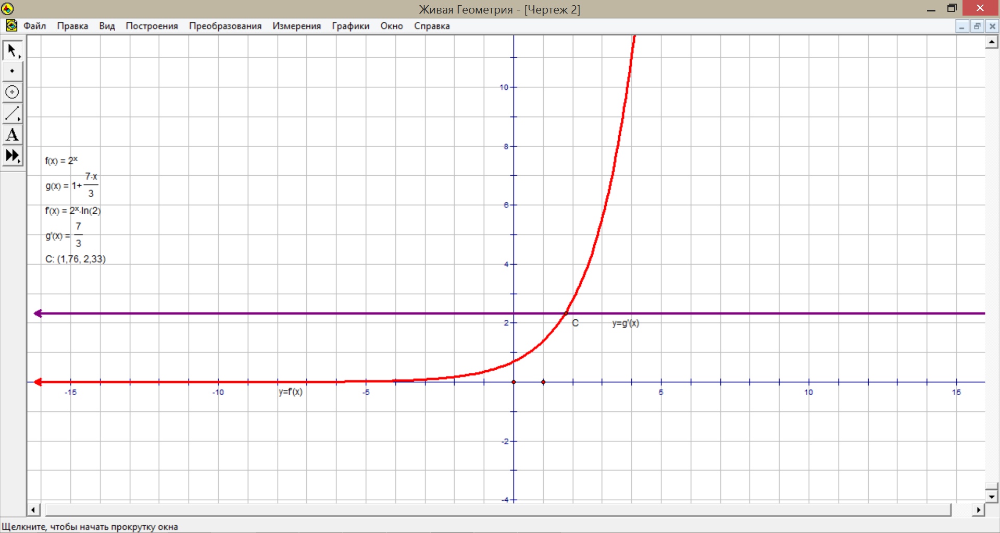 Живая Геометрия - [Чертеж 2]
Файл Правка Вид Построения Преобразования Измерения Графики Окно Справка
A
f(x) = 2^x
g(x) = 1+ 7·x/3
f'(x) = 2^x·ln(2)
g'(x) = 7/3
C: (1,76, 2,33)
10
8
6
4
2
C y=g'(x)
-15 -10 -5 5 10 15
y=f'(x)
-2
-4
Щелкните, чтобы начать прокрутку окна